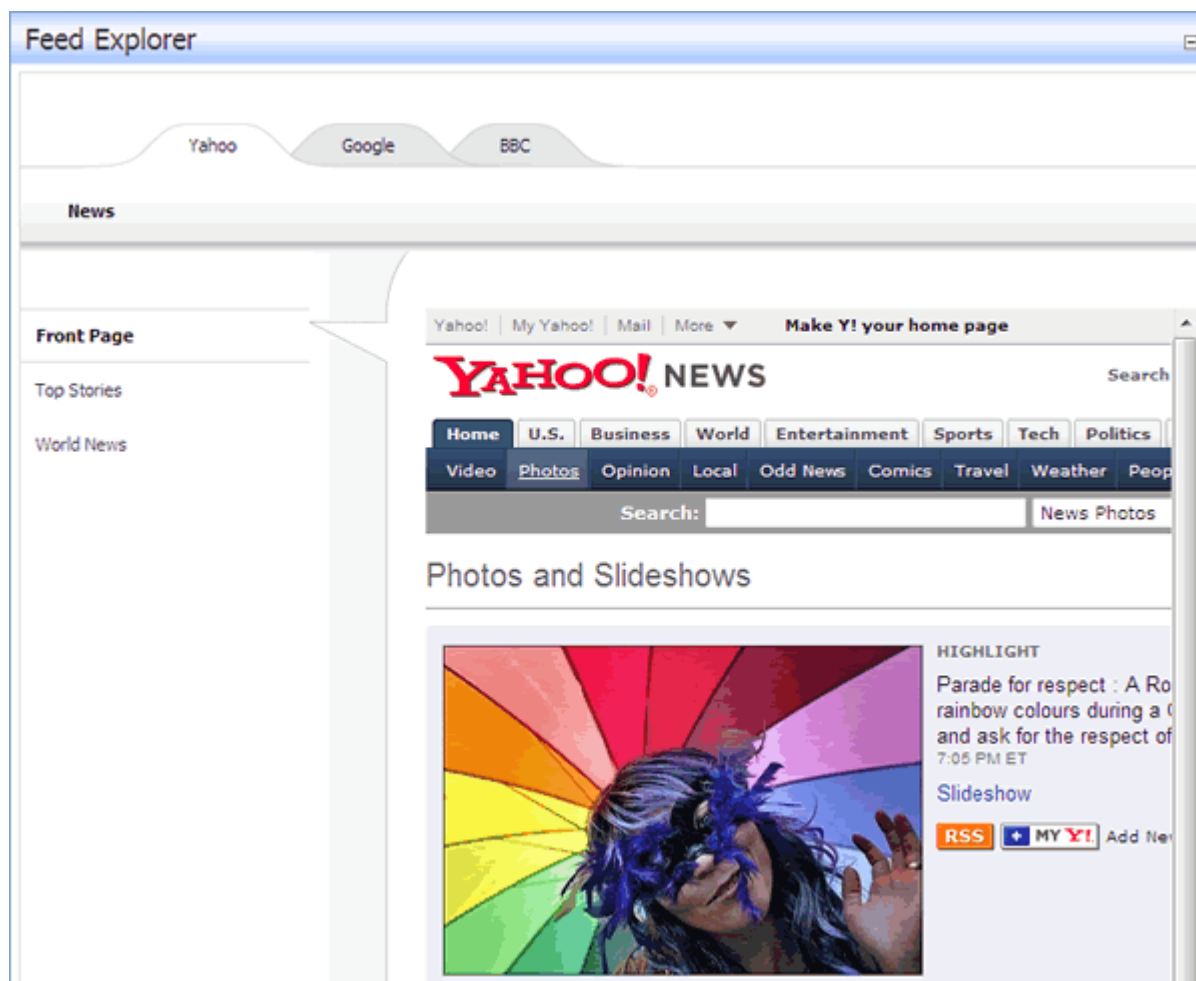 Feed Explorer
Yahoo Google BBC
News
Front Page
Top Stories
World News
Yahoo! My Yahoo! Mail More Make Y! your home page
YAHOO! NEWS Search
Home U.S. Business World Entertainment Sports Tech Politics
Video Photos Opinion Local Odd News Comics Travel Weather Peop
Search: News Photos
Photos and Slideshows
HIGHLIGHT
Parade for respect : A Ro
rainbow colours during a
and ask for the respect of
7:05 PM ET
Slideshow
RSS + MY Y!. Add Ne